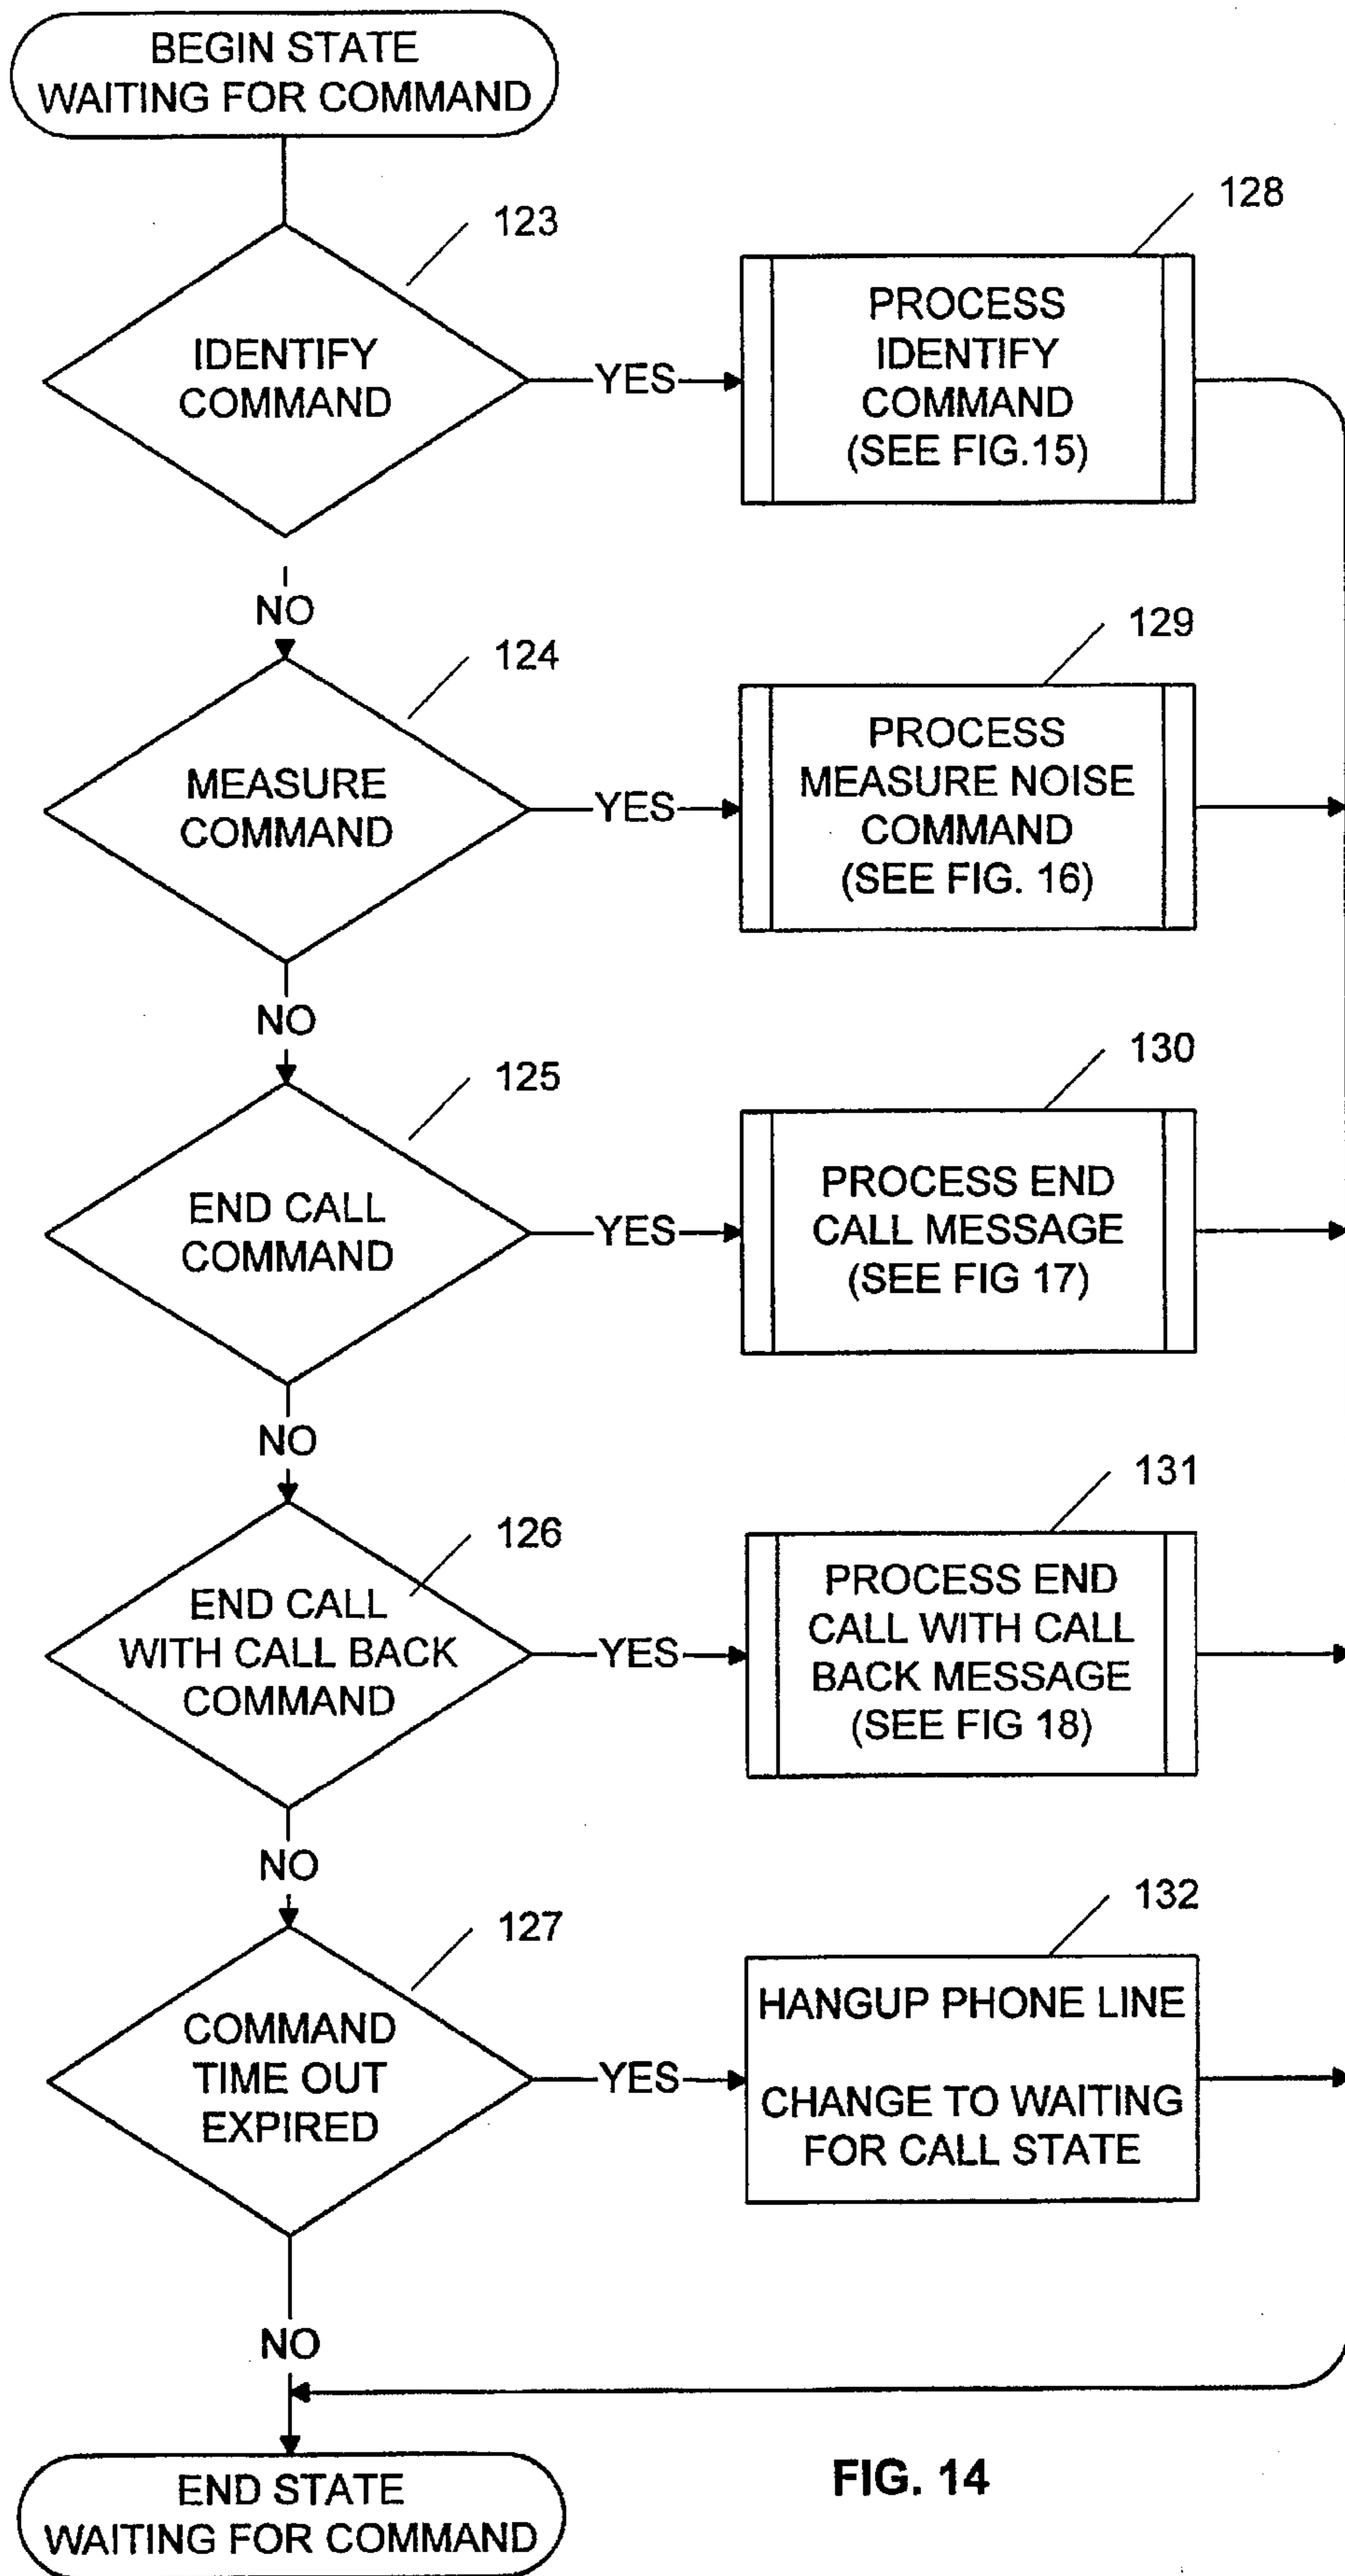 BEGIN STATE
WAITING FOR COMMAND
123
IDENTIFY
COMMAND
YES
128
PROCESS
IDENTIFY
COMMAND
(SEE FIG.15)
NO
124
MEASURE
COMMAND
YES
129
PROCESS
MEASURE NOISE
COMMAND
(SEE FIG. 16)
NO
125
END CALL
COMMAND
YES
130
PROCESS END
CALL MESSAGE
(SEE FIG 17)
NO
126
END CALL
WITH CALL BACK
COMMAND
YES
131
PROCESS END
CALL WITH CALL
BACK MESSAGE
(SEE FIG 18)
NO
127
COMMAND
TIME OUT
EXPIRED
YES
132
HANGUP PHONE LINE
CHANGE TO WAITING
FOR CALL STATE
NO
END STATE
WAITING FOR COMMAND
FIG. 14